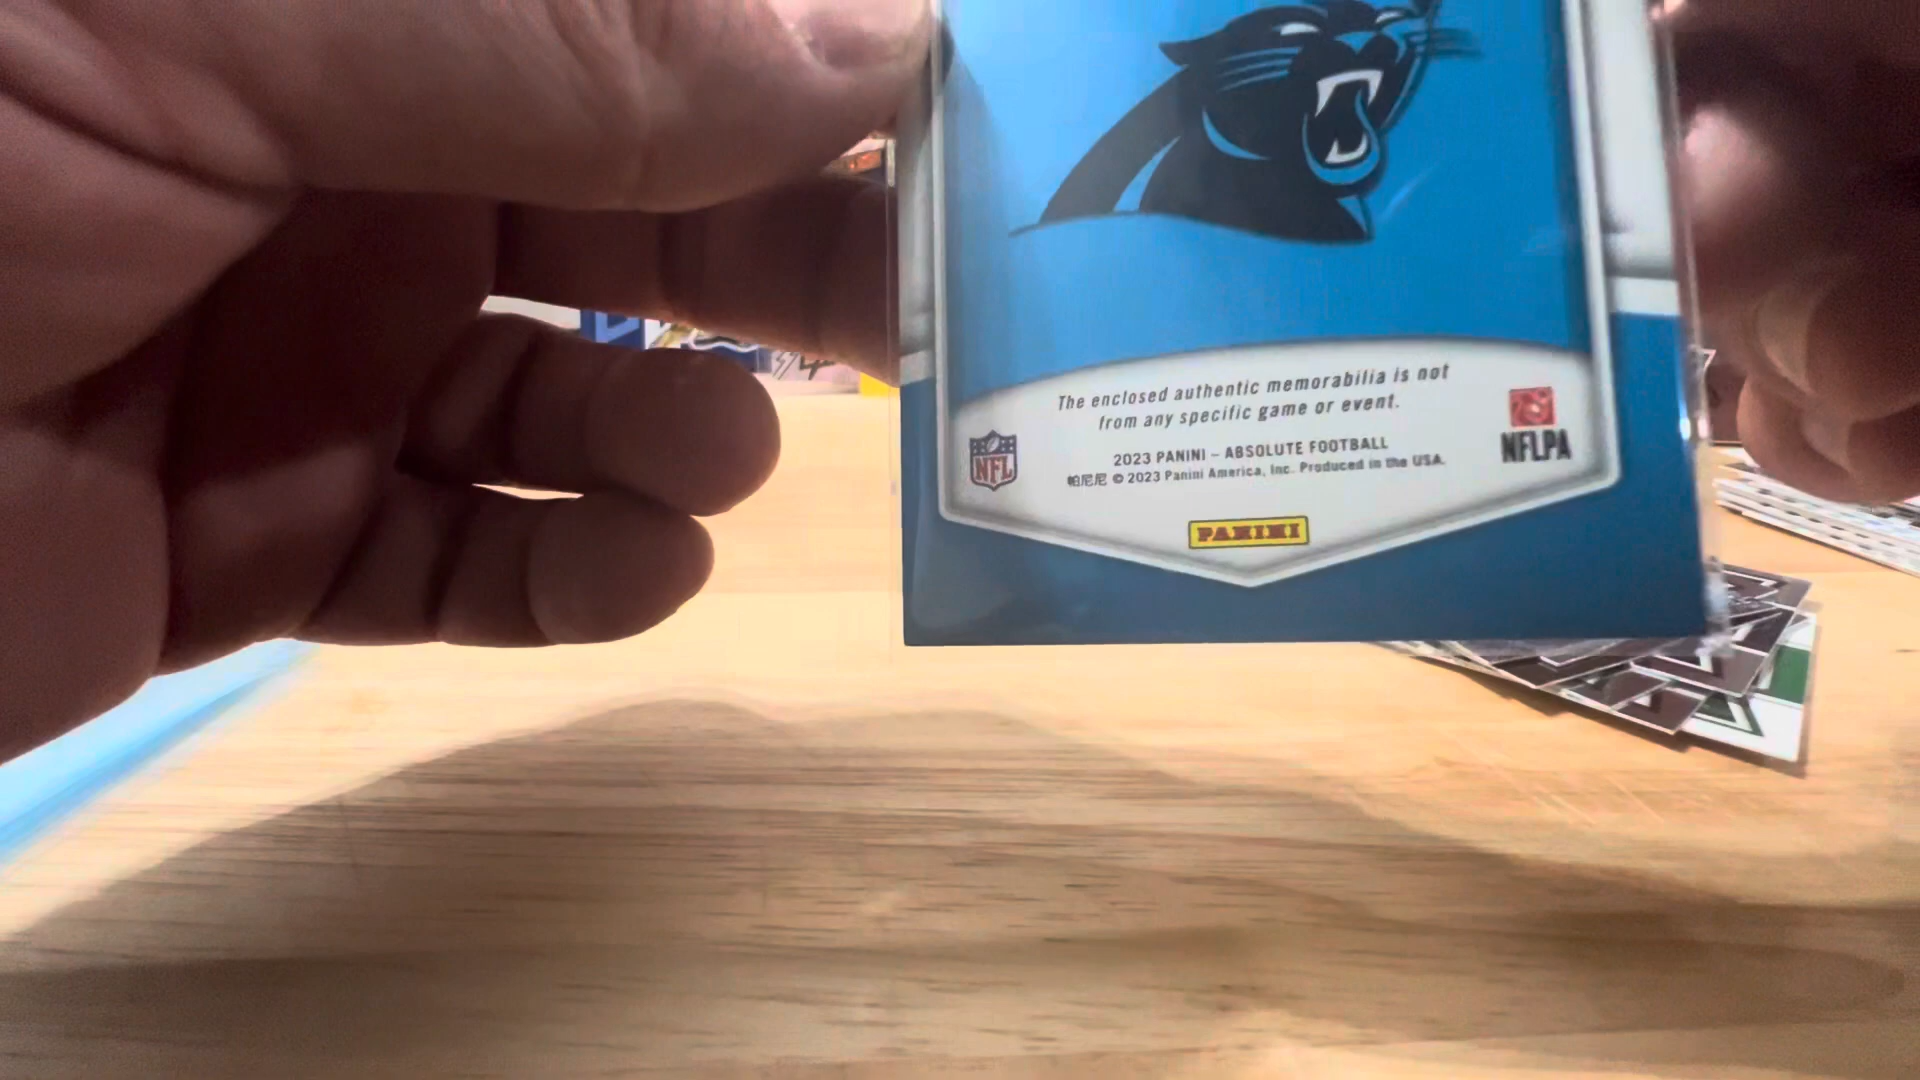 The enclosed authentic memorabilia is not
from any specific game or event.
2023 PANINI – ABSOLUTE FOOTBALL
帕尼尼 © 2023 Panini America, Inc. Produced in the USA.
NFL
NFLPA
PANINI